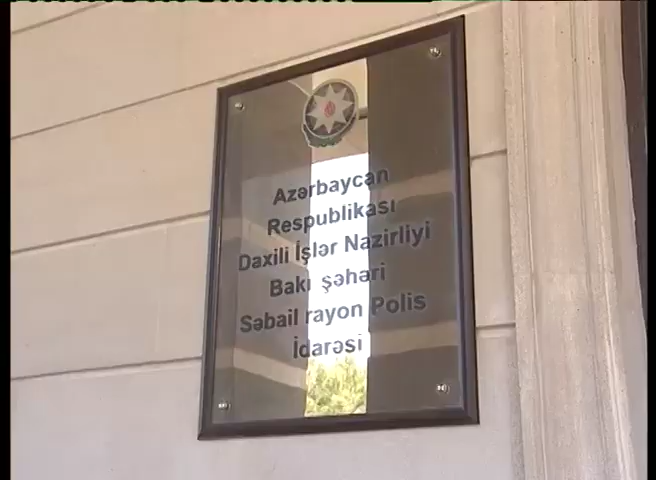 Azərbaycan
Respublikası
Daxili İşlər Nazirliyi
Bakı şəhəri
Səbail rayon Polis
İdarəsi